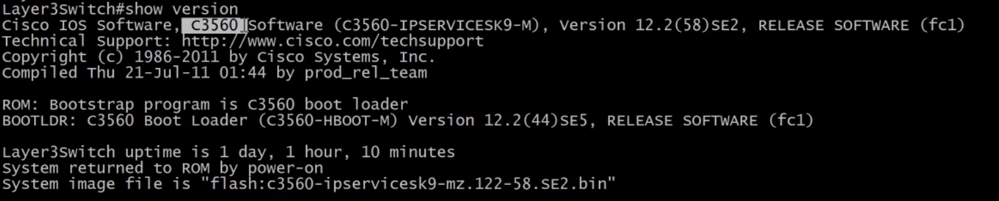 Layer3Switch#show version
Cisco IOS Software, C3560 Software (C3560-IPSERVICESK9-M), Version 12.2(58)SE2, RELEASE SOFTWARE (fc1)
Technical Support: http://www.cisco.com/techsupport
Copyright (c) 1986-2011 by Cisco Systems, Inc.
Compiled Thu 21-Jul-11 01:44 by prod_rel_team
ROM: Bootstrap program is C3560 boot loader
BOOTLDR: C3560 Boot Loader (C3560-HBOOT-M) Version 12.2(44)SE5, RELEASE SOFTWARE (fc1)
Layer3Switch uptime is 1 day, 1 hour, 10 minutes
System returned to ROM by power-on
System image file is "flash:c3560-ipservicesk9-mz.122-58.SE2.bin"